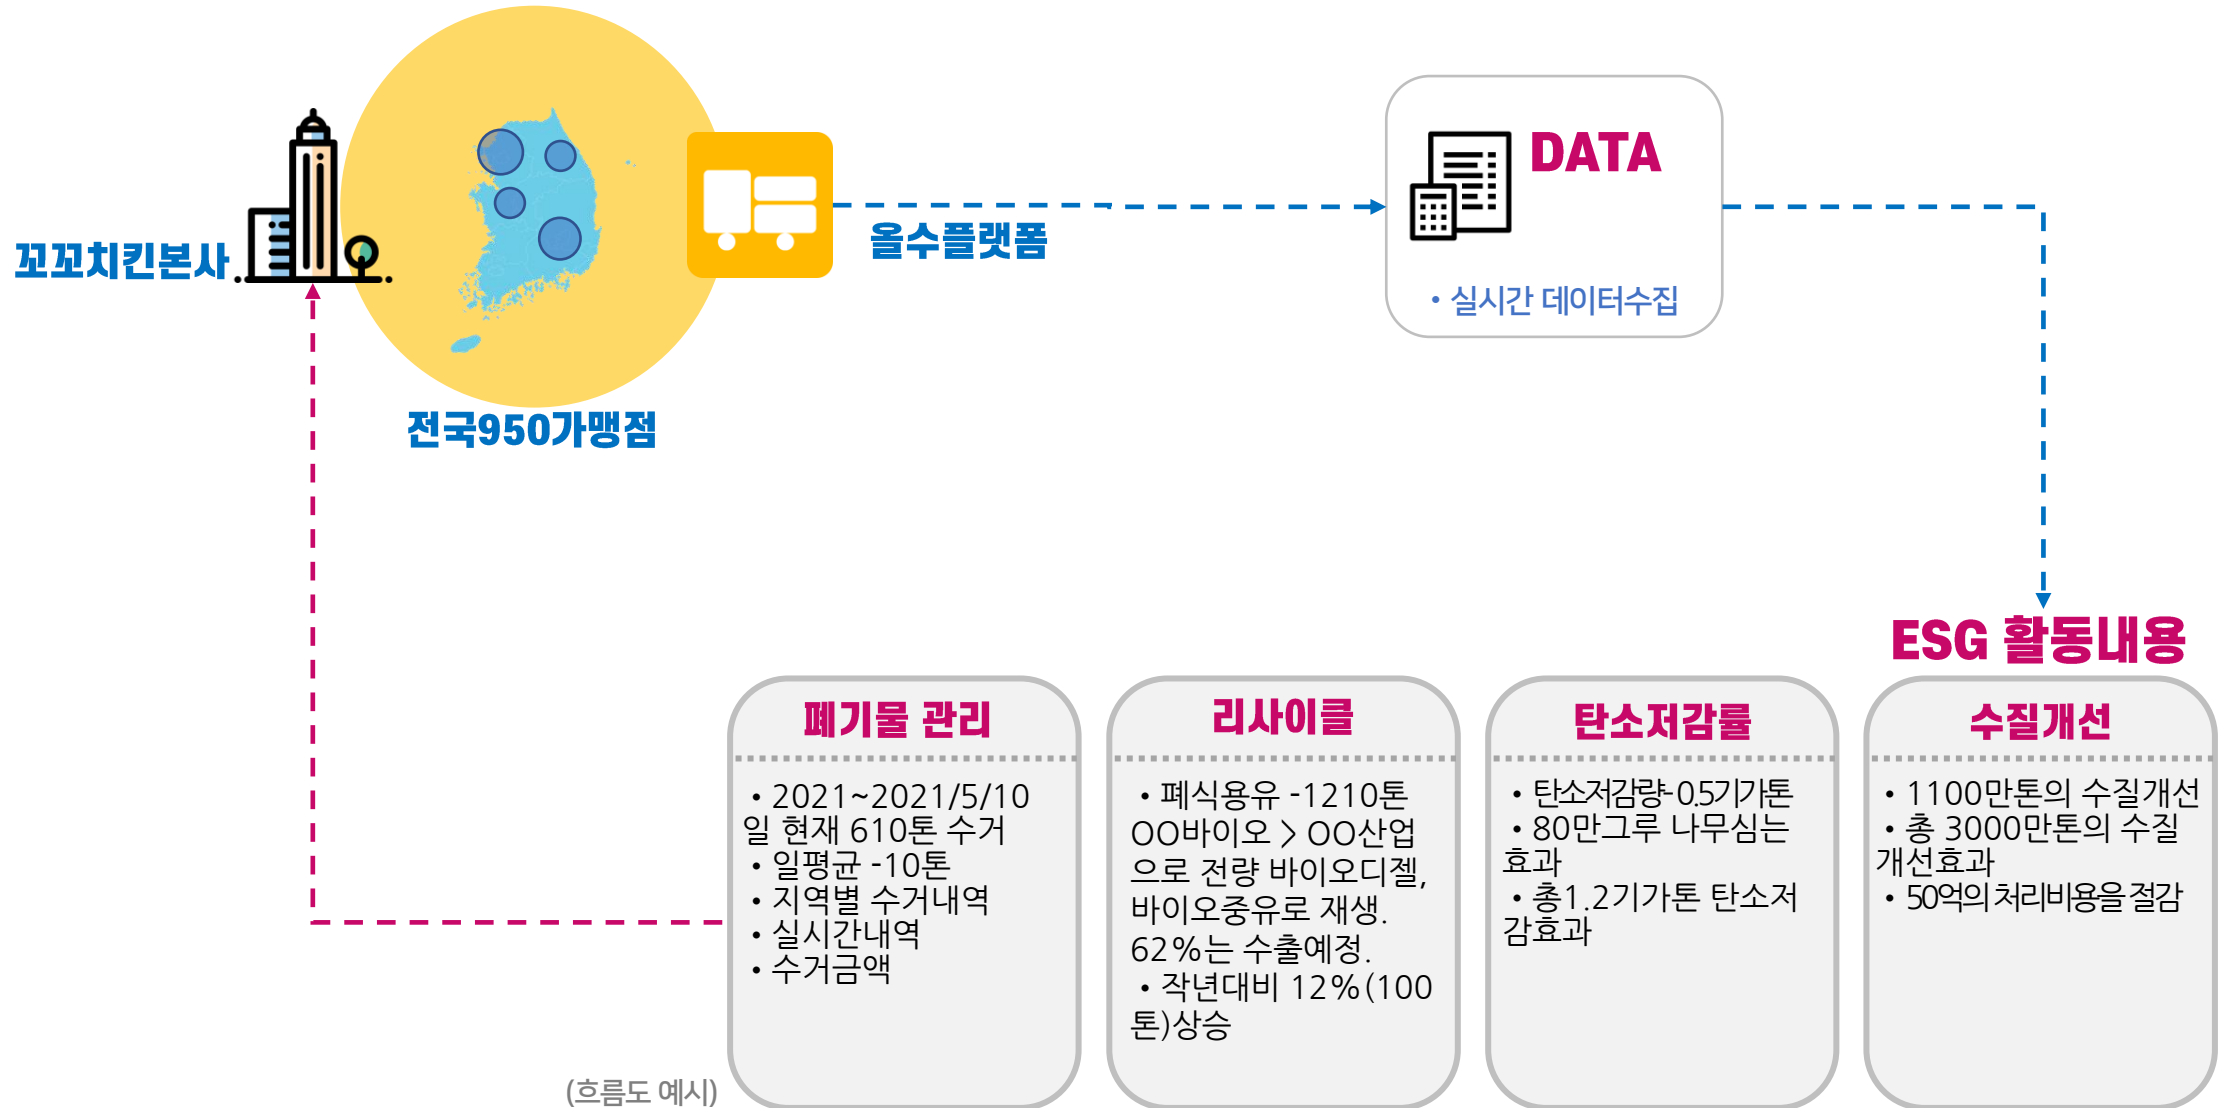 꼬꼬치킨본사
전국950가맹점
올수플랫폼
DATA
• 실시간 데이터수집
ESG 활동내용
폐기물 관리
• 2021~2021/5/10
일 현재 610톤 수거
• 일평균 -10톤
• 지역별 수거내역
• 실시간내역
• 수거금액
리사이클
• 폐식용유 -1210톤
OO바이오 > OO산업
으로 전량 바이오디젤,
바이오중유로 재생.
62%는 수출예정.
• 작년대비 12%(100
톤)상승
탄소저감률
• 탄소저감량- 0.5기가톤
• 80만그루 나무심는
효과
• 총1.2기가톤 탄소저
감효과
수질개선
• 1100만톤의 수질개선
• 총 3000만톤의 수질
개선효과
• 50억의 처리비용을 절감
(흐름도 예시)